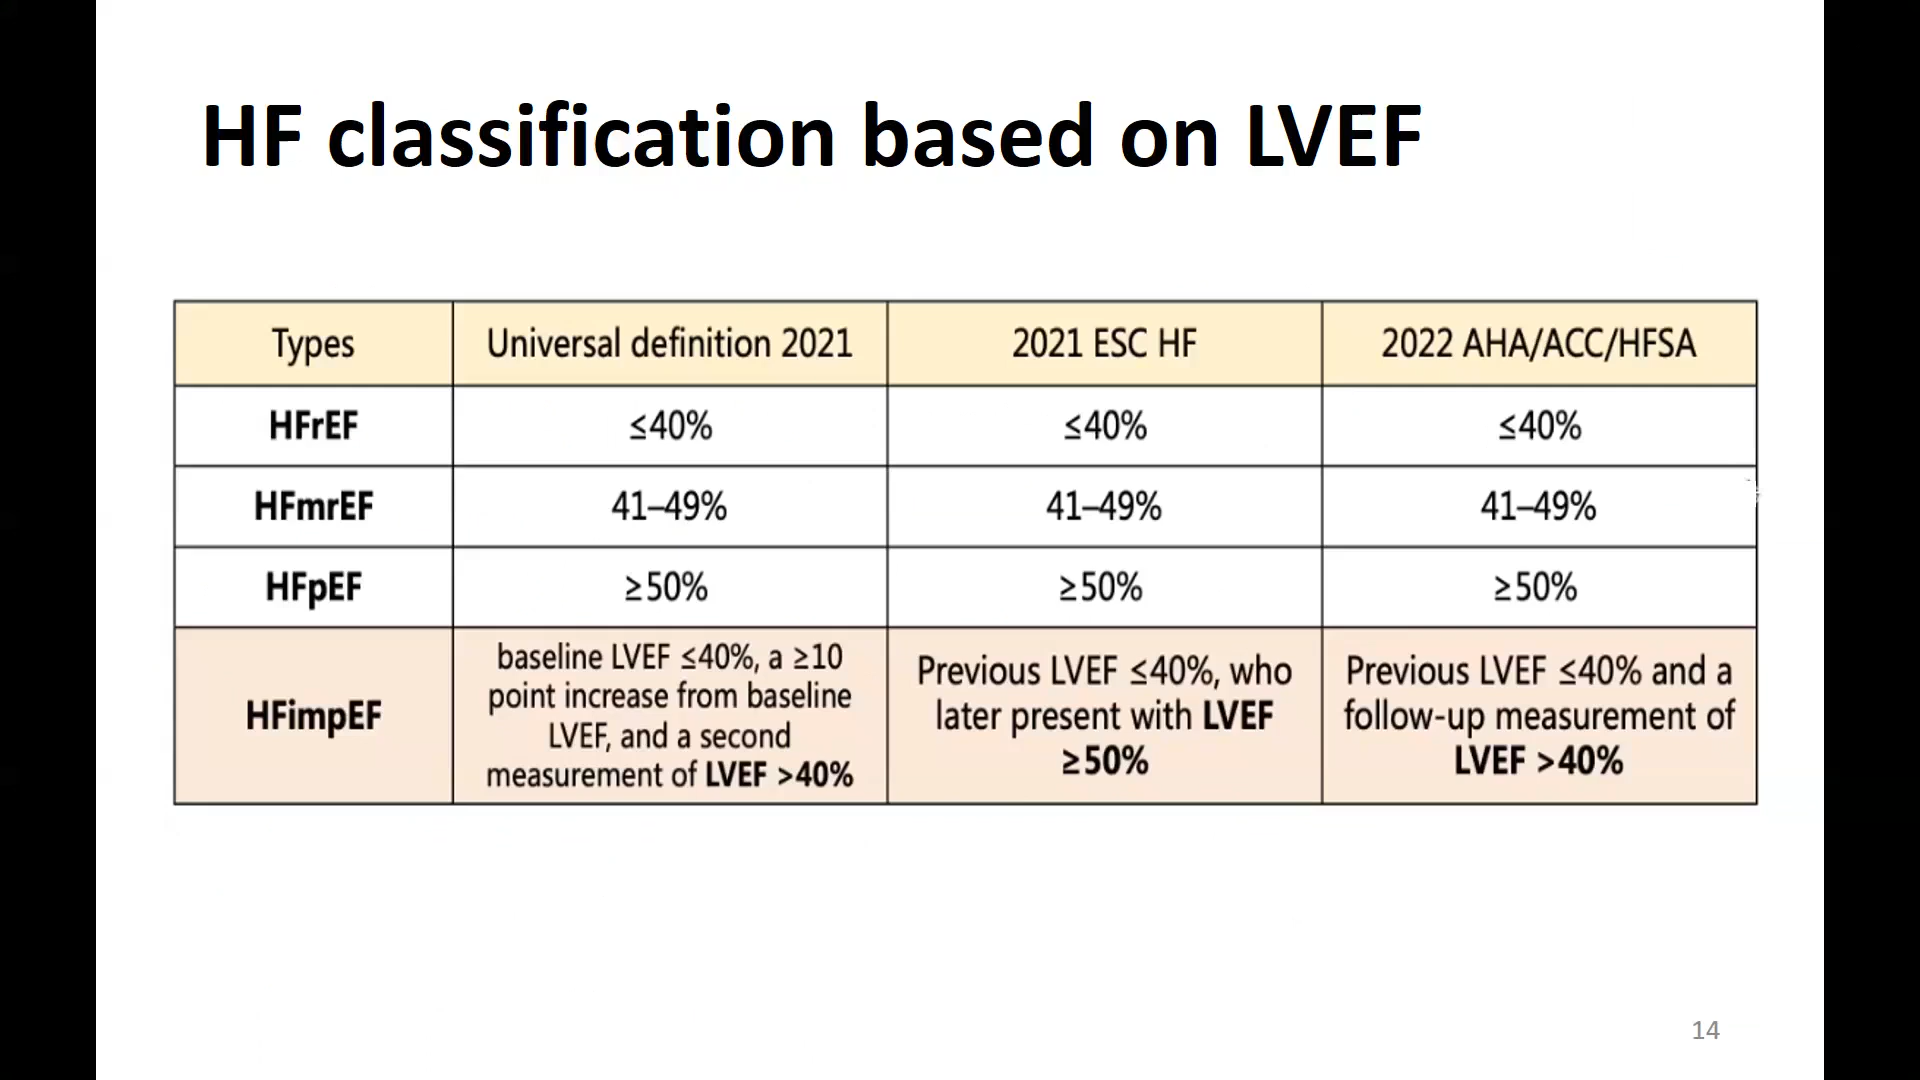 HF classification based on LVEF
Types
Universal definition 2021
2021 ESC HF
2022 AHA/ACC/HFSA
HFrEF
≤40%
≤40%
≤40%
HFmrEF
41–49%
41–49%
41–49%
HFpEF
≥50%
≥50%
≥50%
HFimpEF
baseline LVEF ≤40%, a ≥10
point increase from baseline
LVEF, and a second
measurement of LVEF >40%
Previous LVEF ≤40%, who
later present with LVEF
≥50%
Previous LVEF ≤40% and a
follow-up measurement of
LVEF >40%
14